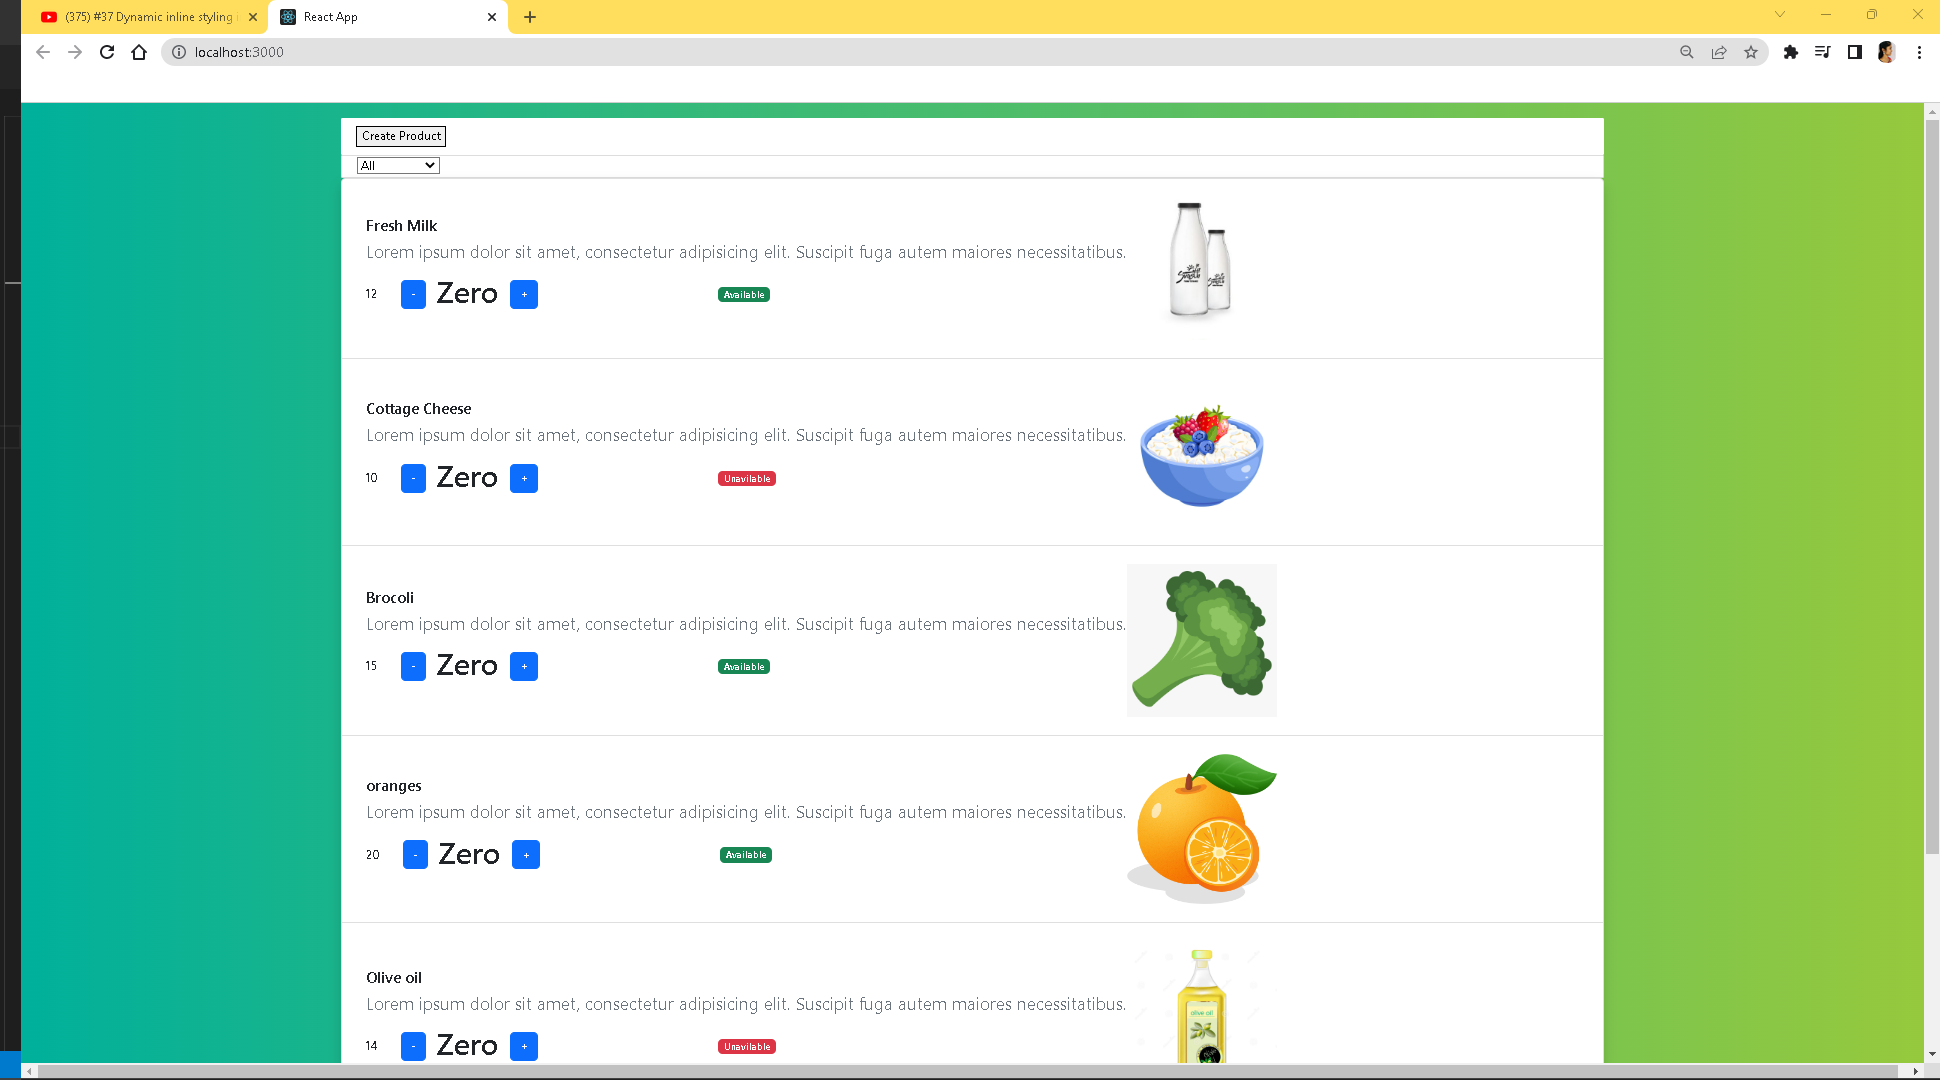 (375) #37 Dynamic inline styling
React App
localhost:3000
Create Product
All
Fresh Milk
Lorem ipsum dolor sit amet, consectetur adipisicing elit. Suscipit fuga autem maiores necessitatibus.
12 - Zero + Available
Cottage Cheese
Lorem ipsum dolor sit amet, consectetur adipisicing elit. Suscipit fuga autem maiores necessitatibus.
10 - Zero + Unavilable
Brocoli
Lorem ipsum dolor sit amet, consectetur adipisicing elit. Suscipit fuga autem maiores necessitatibus.
15 - Zero + Available
oranges
Lorem ipsum dolor sit amet, consectetur adipisicing elit. Suscipit fuga autem maiores necessitatibus.
20 - Zero + Available
Olive oil
Lorem ipsum dolor sit amet, consectetur adipisicing elit. Suscipit fuga autem maiores necessitatibus.
olive oil
14 - Zero + Unavilable